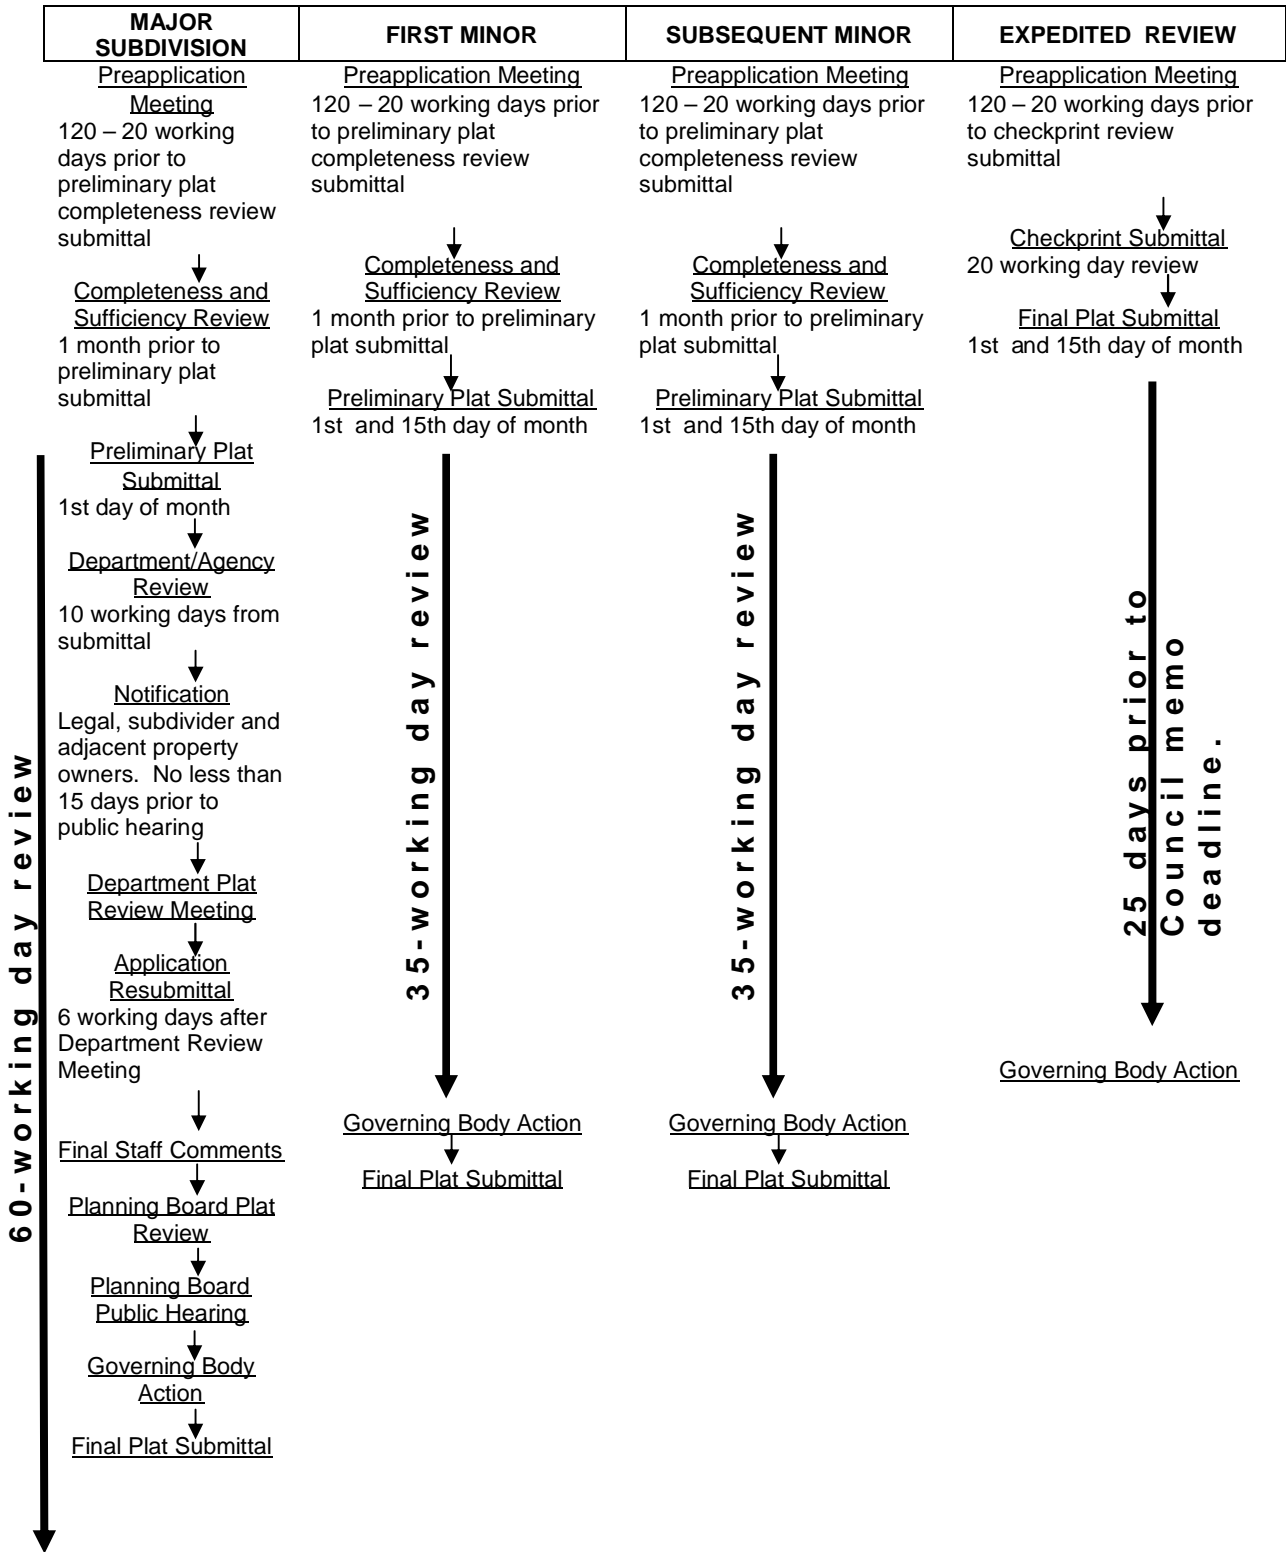 MAJOR
SUBDIVISION
FIRST MINOR
SUBSEQUENT MINOR
EXPEDITED REVIEW
Preapplication
Meeting
120 – 20 working
days prior to
preliminary plat
completeness review
submittal
Completeness and
Sufficiency Review
1 month prior to
preliminary plat
submittal
Preliminary Plat
Submittal
1st day of month
Department/Agency
Review
10 working days from
submittal
Notification
Legal, subdivider and
adjacent property
owners. No less than
15 days prior to
public hearing
Department Plat
Review Meeting
Application
Resubmittal
6 working days after
Department Review
Meeting
Final Staff Comments
Planning Board Plat
Review
Planning Board
Public Hearing
Governing Body
Action
Final Plat Submittal
60-working day review
Preapplication Meeting
120 – 20 working days prior
to preliminary plat
completeness review
submittal
Completeness and
Sufficiency Review
1 month prior to preliminary
plat submittal
Preliminary Plat Submittal
1st and 15th day of month
35-working day review
Governing Body Action
Final Plat Submittal
Preapplication Meeting
120 – 20 working days prior
to preliminary plat
completeness review
submittal
Completeness and
Sufficiency Review
1 month prior to preliminary
plat submittal
Preliminary Plat Submittal
1st and 15th day of month
35-working day review
Governing Body Action
Final Plat Submittal
Preapplication Meeting
120 – 20 working days prior
to checkprint review
submittal
Checkprint Submittal
20 working day review
Final Plat Submittal
1st and 15th day of month
25 days prior to
Council memo
deadline.
Governing Body Action